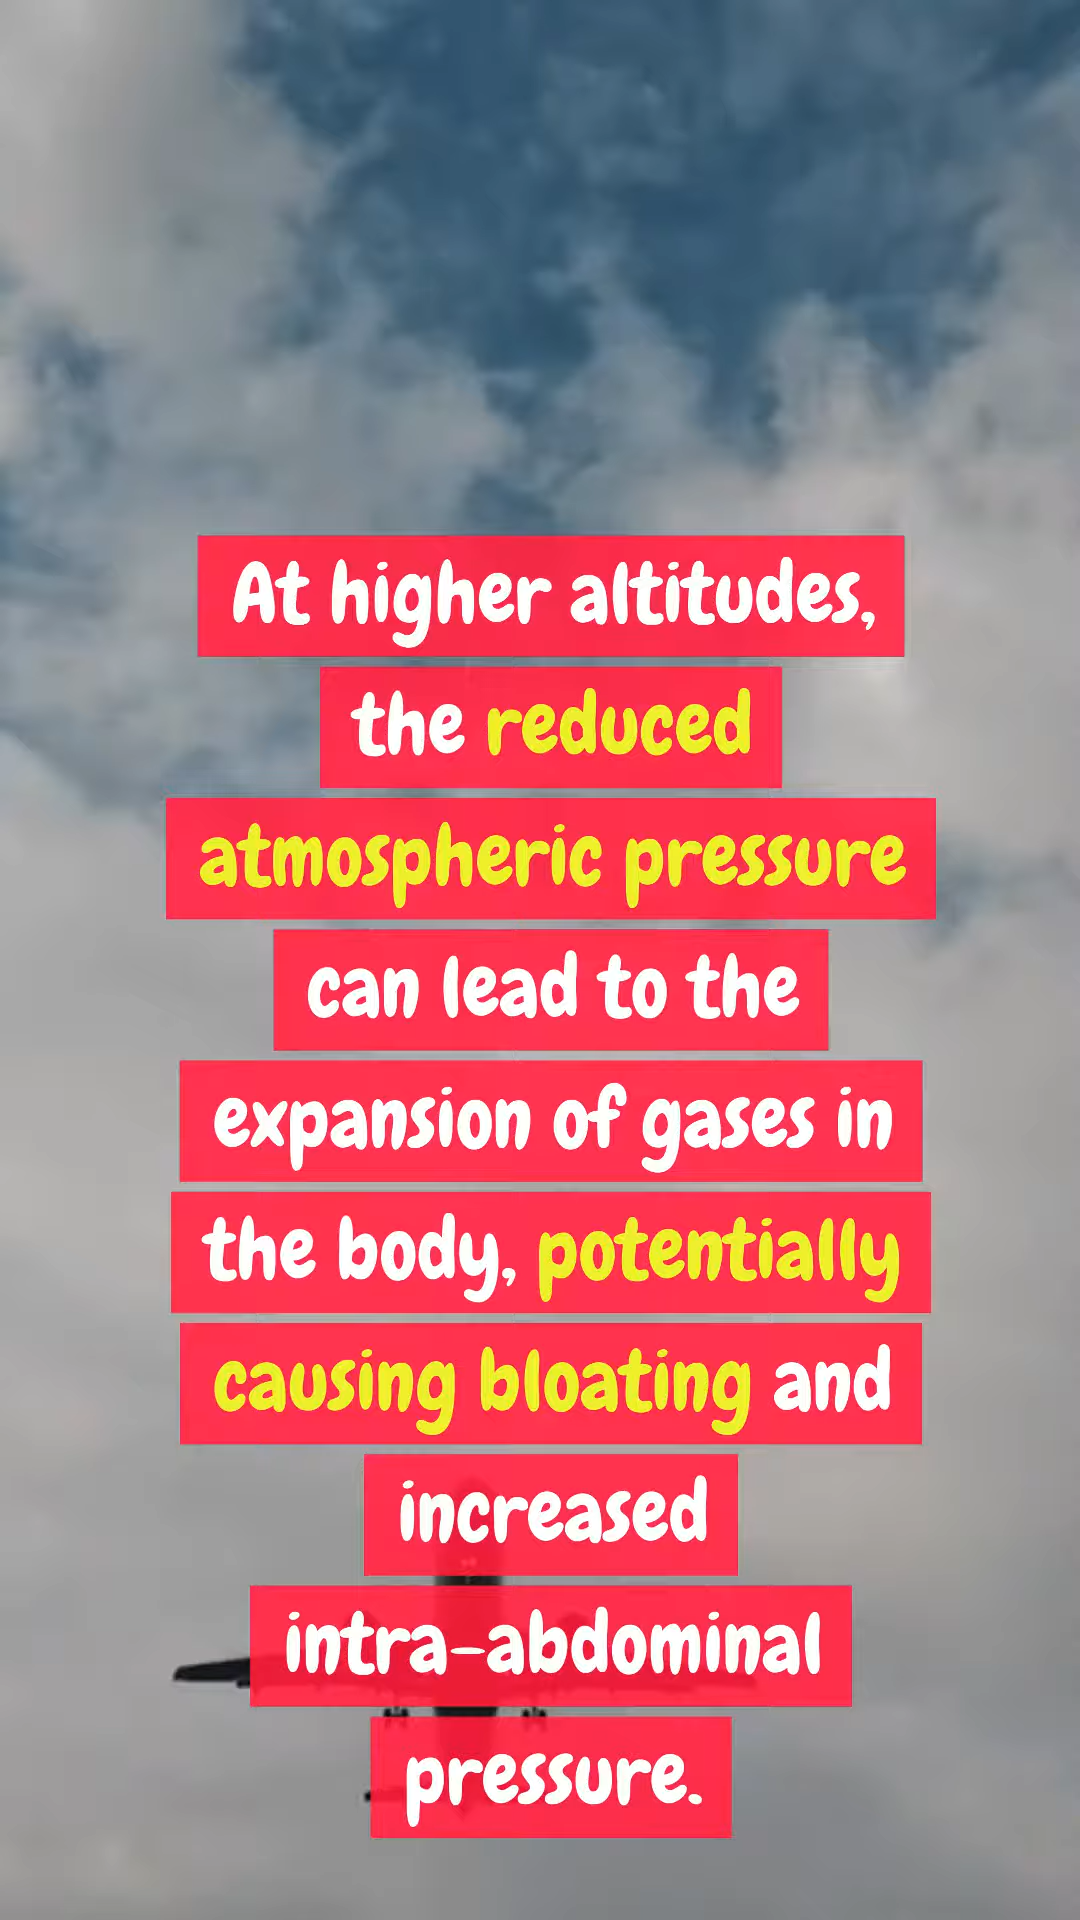 At higher altitudes,
the reduced
atmospheric pressure
can lead to the
expansion of gases in
the body, potentially
causing bloating and
increased
intra-abdominal
pressure.